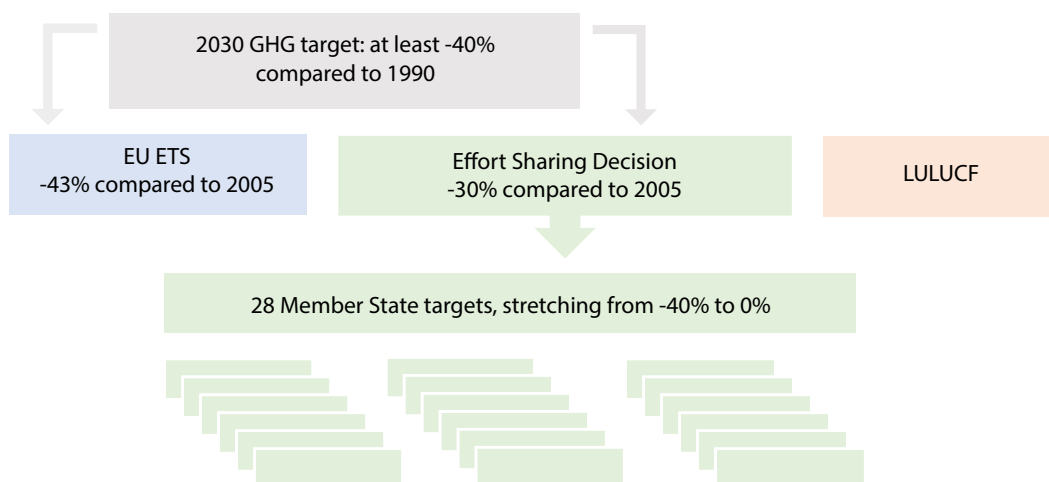 2030 GHG target: at least -40%
compared to 1990
EU ETS
-43% compared to 2005
Effort Sharing Decision
-30% compared to 2005
LULUCF
28 Member State targets, stretching from -40% to 0%